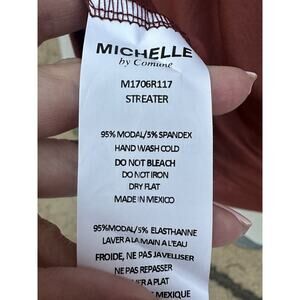 MICHELLE
by Comune
M1706R117
STREATER
95% MODAL/5% SPANDEX
HAND WASH COLD
DO NOT BLEACH
DO NOT IRON
DRY FLAT
MADE IN MEXICO
95%MODAL/5% ELASTHANNE
LAVER A LA MAIN A L'EAU
FROIDE, NE PAS JAVELLISER
NE PAS REPASSER
A PLAT
MEXIQUE